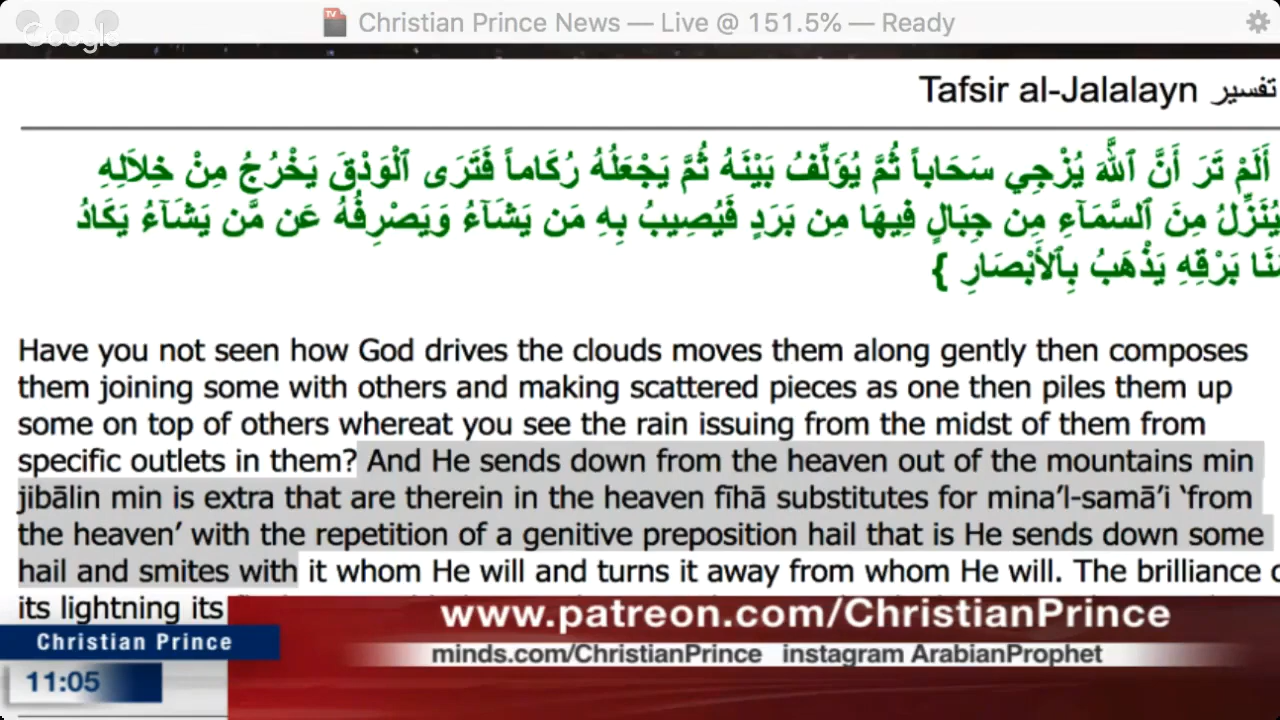 Christian Prince News — Live @ 151.5% — Ready
Google
Tafsir al-Jalalayn تفسير
أَلَمْ تَرَ أَنَّ ٱللَّهَ يُزْجِي سَحَاباً ثُمَّ يُؤَلِّفُ بَيْنَهُ ثُمَّ يَجْعَلُهُ رُكَاماً فَتَرَى ٱلْوَدْقَ يَخْرُجُ مِنْ خِلاَلِهِ
يُنَزِّلُ مِنَ ٱلسَّمَآءِ مِن جِبَالٍ فِيهَا مِن بَرَدٍ فَيُصِيبُ بِهِ مَن يَشَآءُ وَيَصْرِفُهُ عَن مَّن يَشَآءُ يَكَادُ
بَرْقِهِ يَذْهَبُ بِٱلأَبْصَارِ }
Have you not seen how God drives the clouds moves them along gently then composes
them joining some with others and making scattered pieces as one then piles them up
some on top of others whereat you see the rain issuing from the midst of them from
specific outlets in them? And He sends down from the heaven out of the mountains min
jibālin min is extra that are therein in the heaven fīhā substitutes for mina’l-samā’i ‘from
the heaven’ with the repetition of a genitive preposition hail that is He sends down some
hail and smites with it whom He will and turns it away from whom He will. The brilliance
its lightning its
www.patreon.com/ChristianPrince
Christian Prince
minds.com/ChristianPrince instagram ArabianProphet
11:05